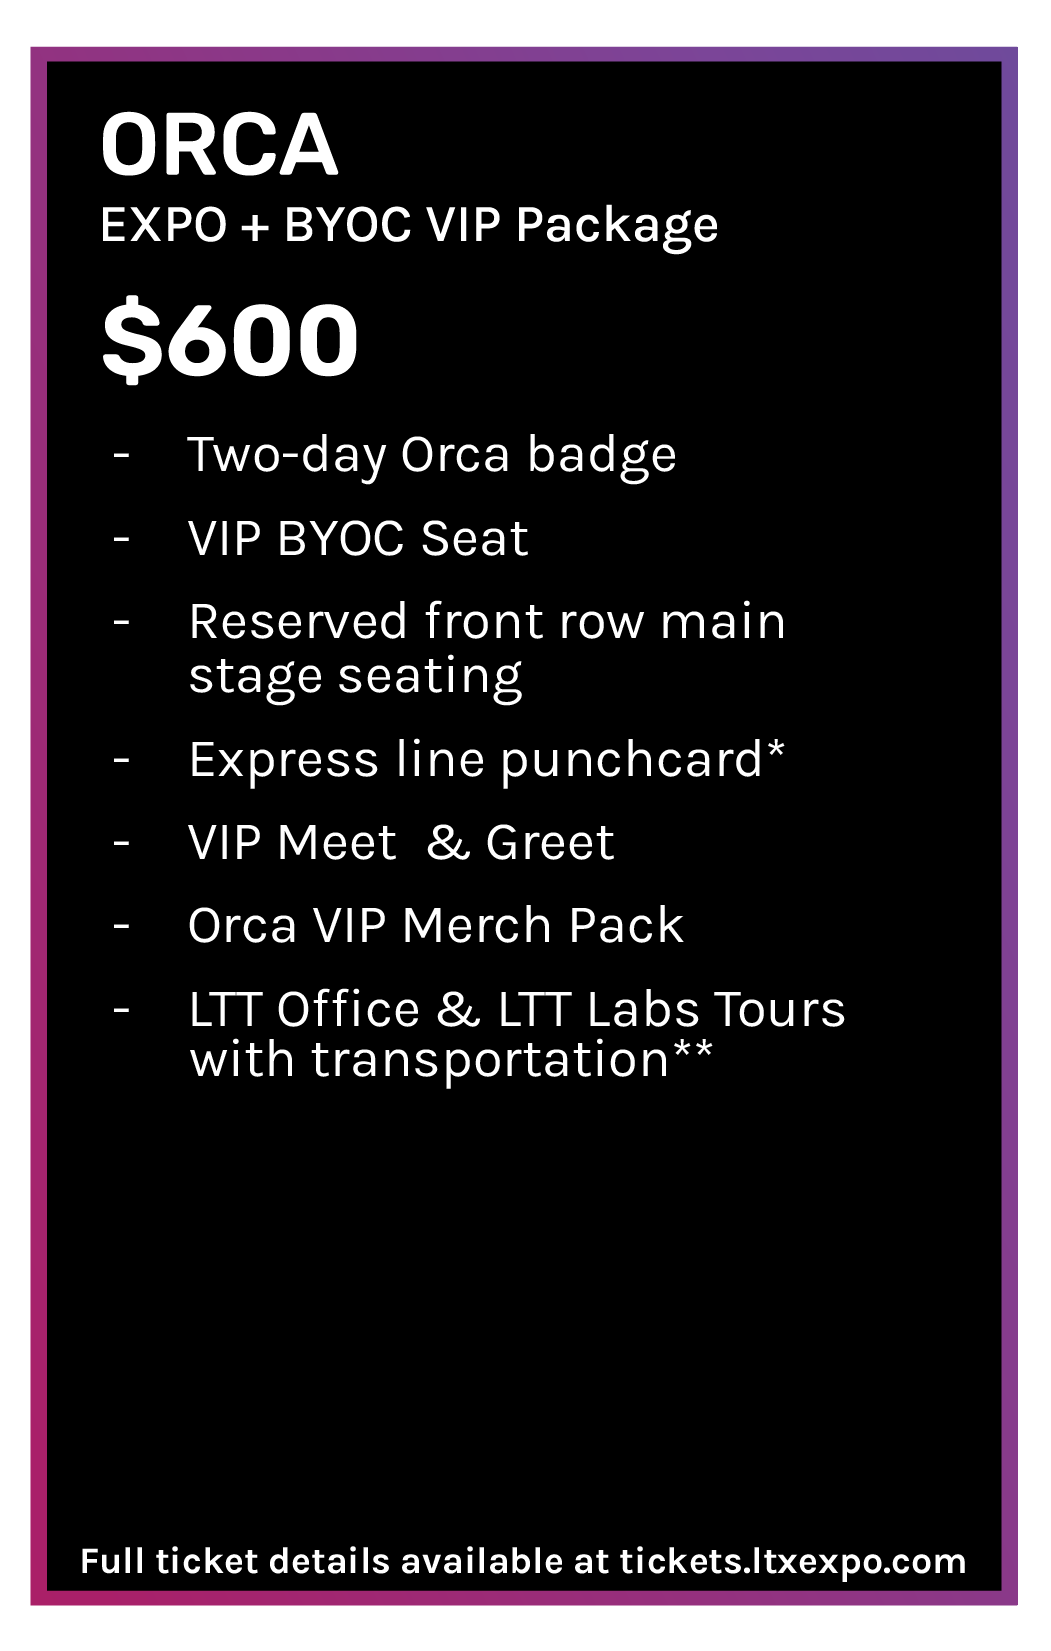 ORCA
EXPO + BYOC VIP Package
$600
- Two-day Orca badge
- VIP BYOC Seat
- Reserved front row main
stage seating
- Express line punchcard*
- VIP Meet  & Greet
- Orca VIP Merch Pack
- LTT Office & LTT Labs Tours
with transportation**
Full ticket details available at tickets.ltxexpo.com